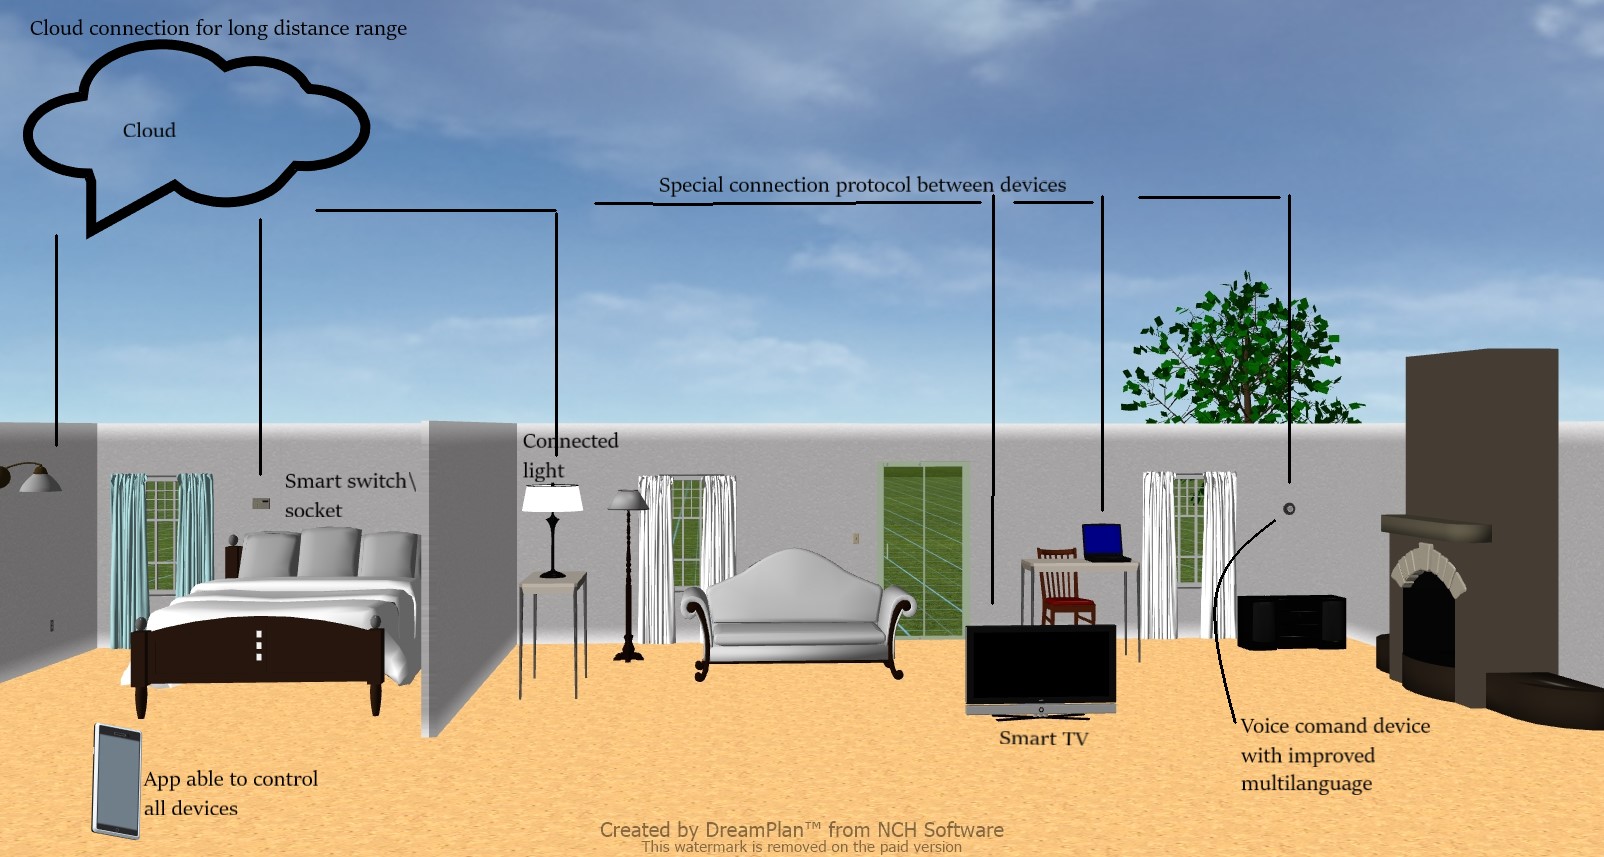 Cloud connection for long distance range
Cloud
Special connection protocol between devices
Connected
light
Smart switch\
socket
Smart TV
Voice comand device
with improved
multilanguage
App able to control
all devices
Created by DreamPlan™ from NCH Software
This watermark is removed on the paid version